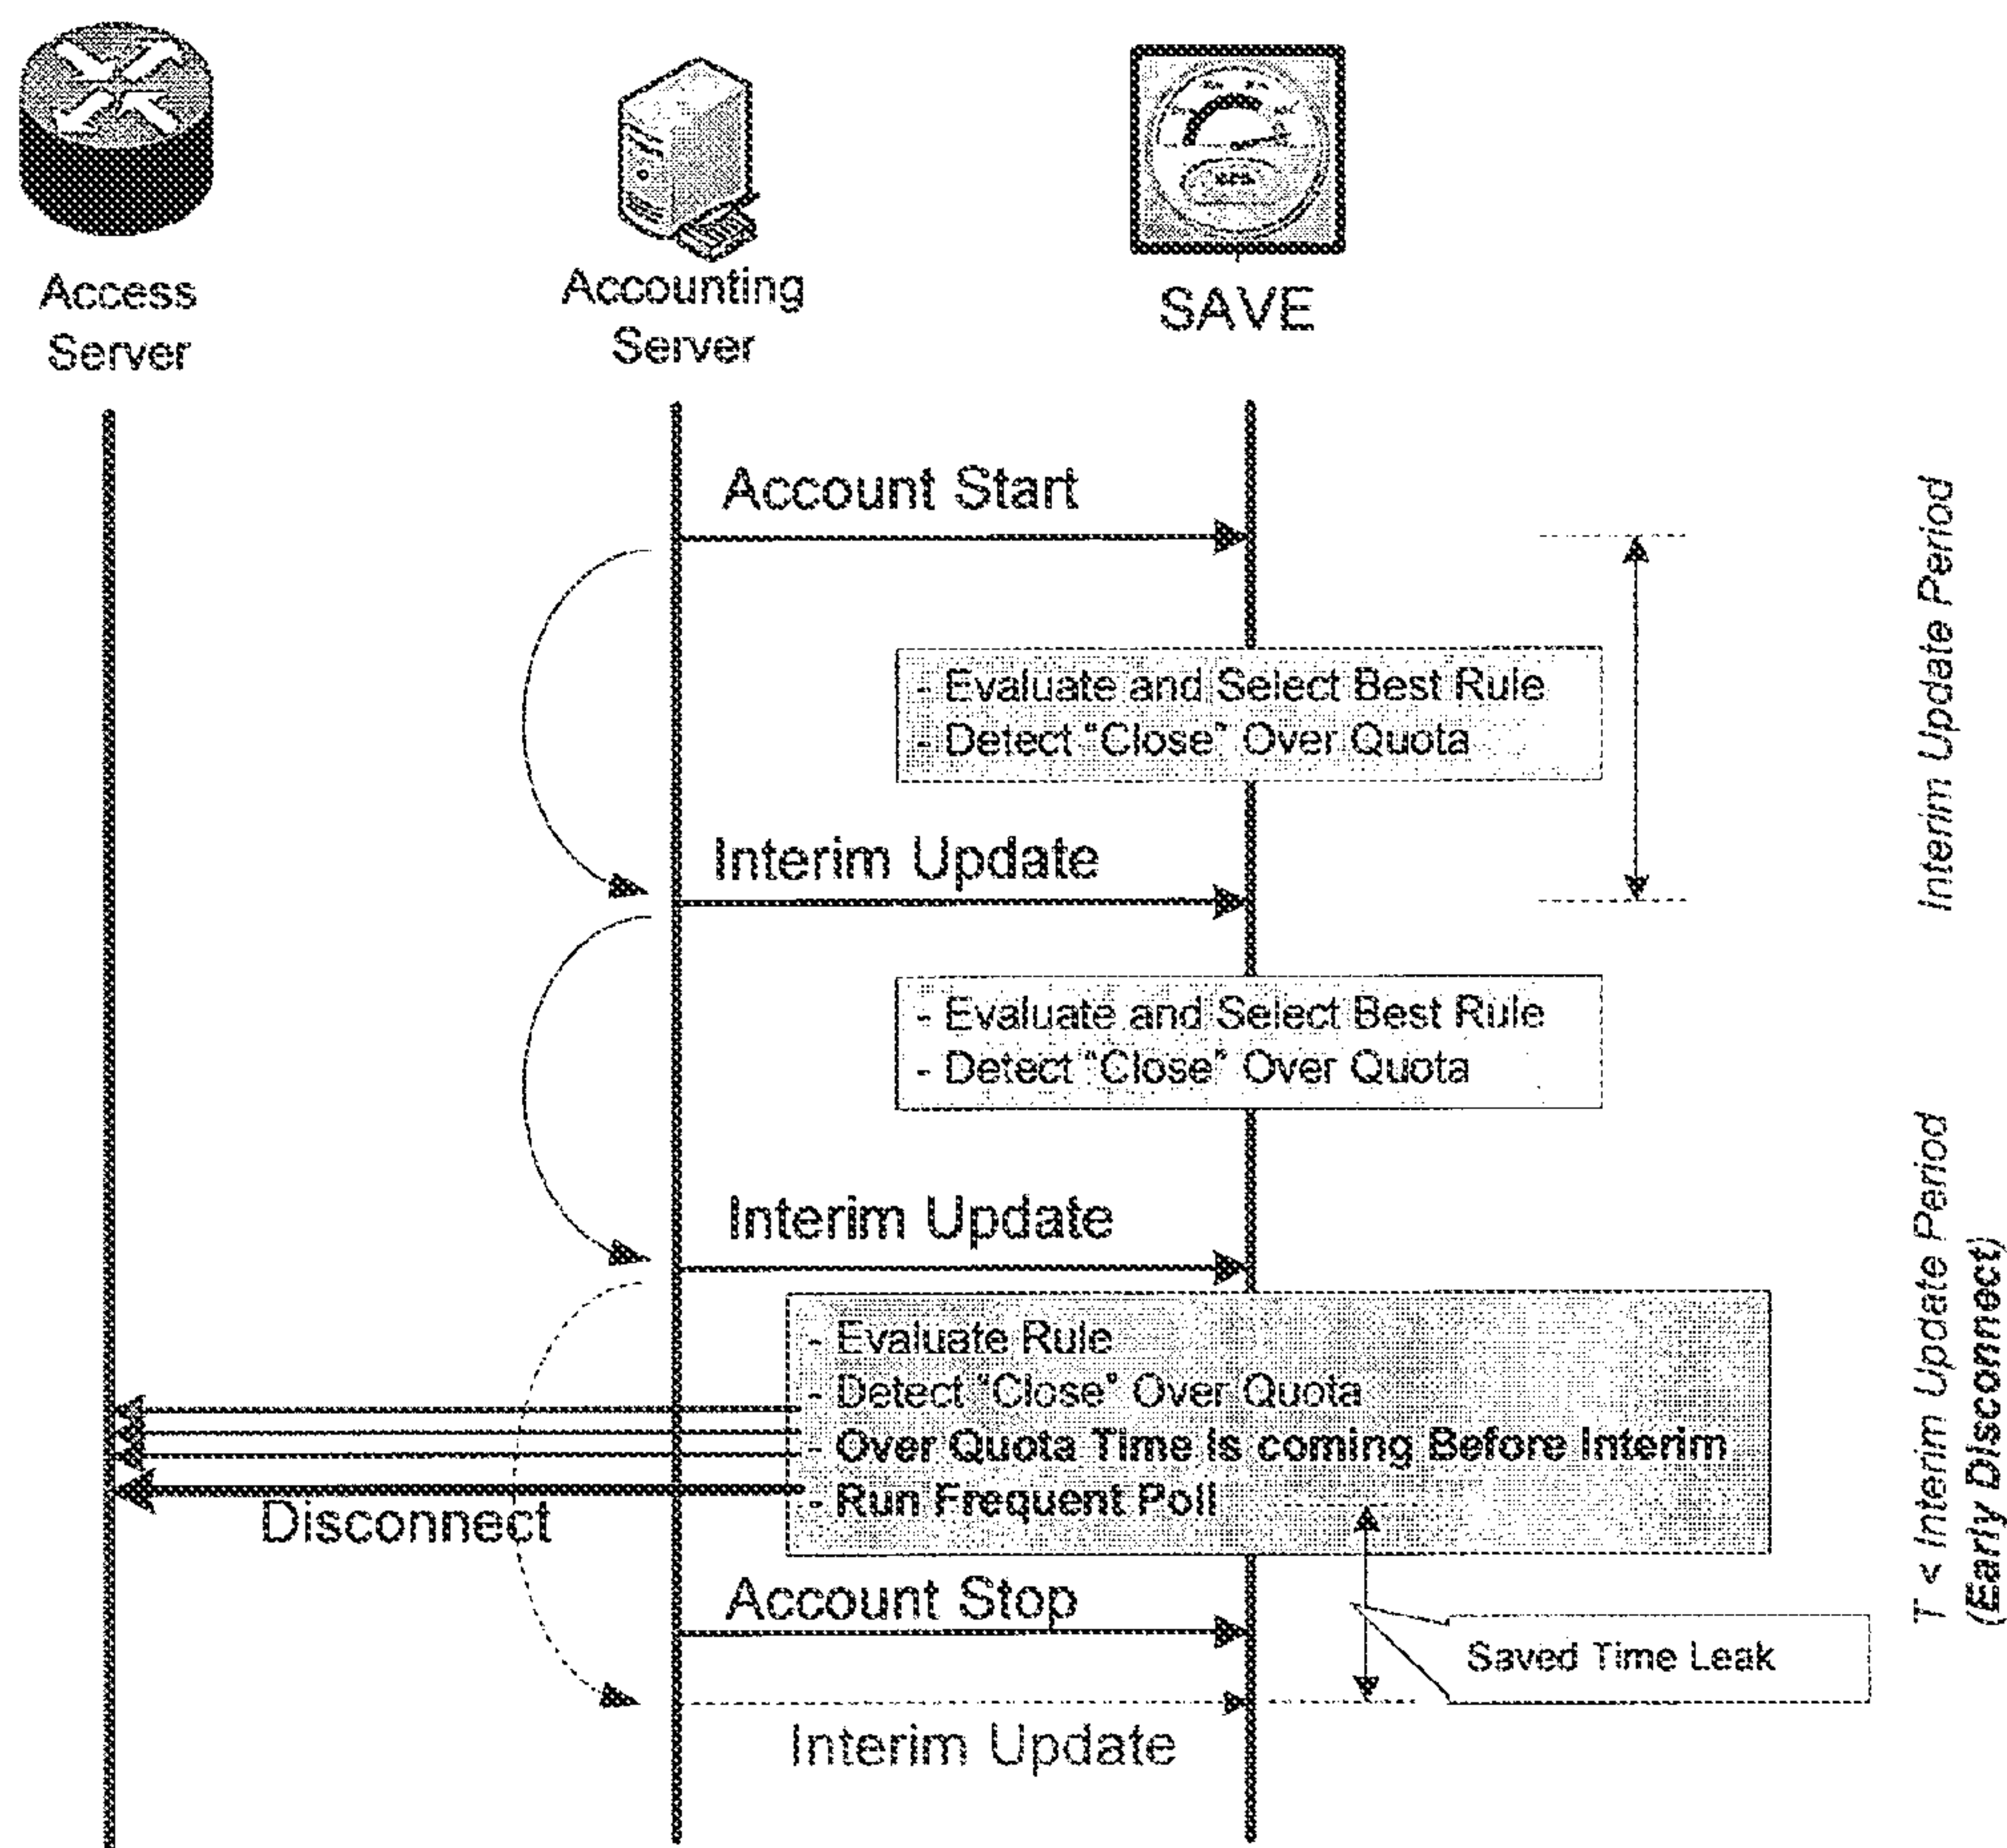 Access
Server
Accounting
Server
SAVE
Account Start
Interim Update Period
- Evaluate and Select Best Rule
- Detect "Close" Over Quota
Interim Update
- Evaluate and Select Best Rule
- Detect "Close" Over Quota
Interim Update
T < Interim Update Period
(Early Disconnect)
- Evaluate Rule
- Detect "Close" Over Quota
- Over Quota Time is coming Before Interim
- Run Frequent Poll
Disconnect
Account Stop
Saved Time Leak
Interim Update